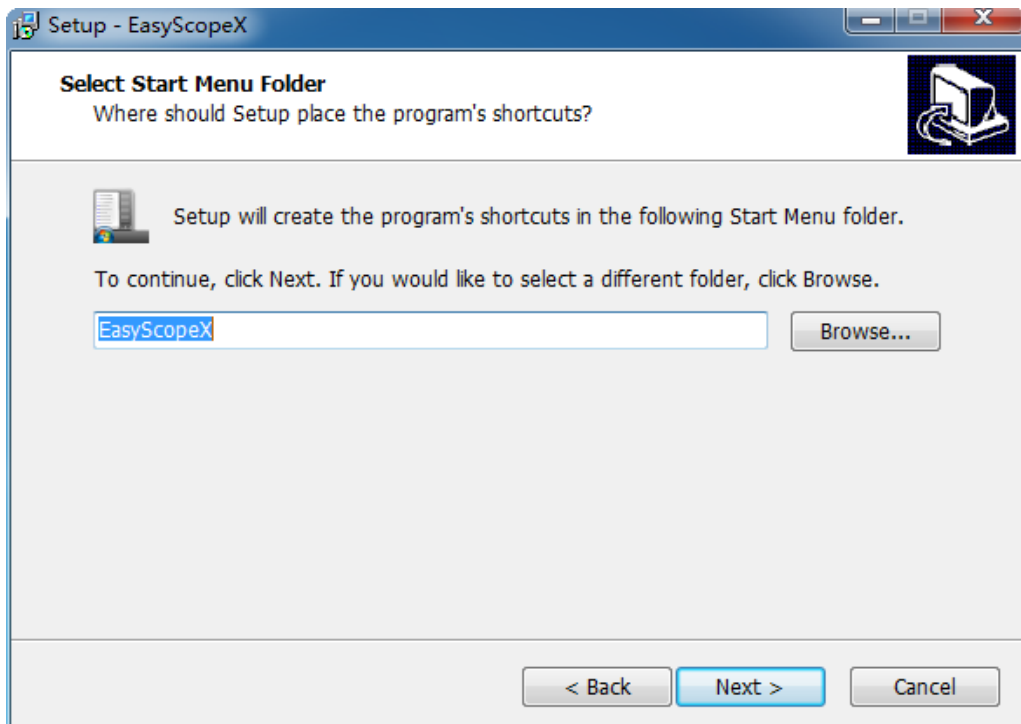 Setup - EasyScopeX
Select Start Menu Folder
Where should Setup place the program's shortcuts?
Setup will create the program's shortcuts in the following Start Menu folder.
To continue, click Next. If you would like to select a different folder, click Browse.
EasyScopeX
Browse...
< Back
Next >
Cancel